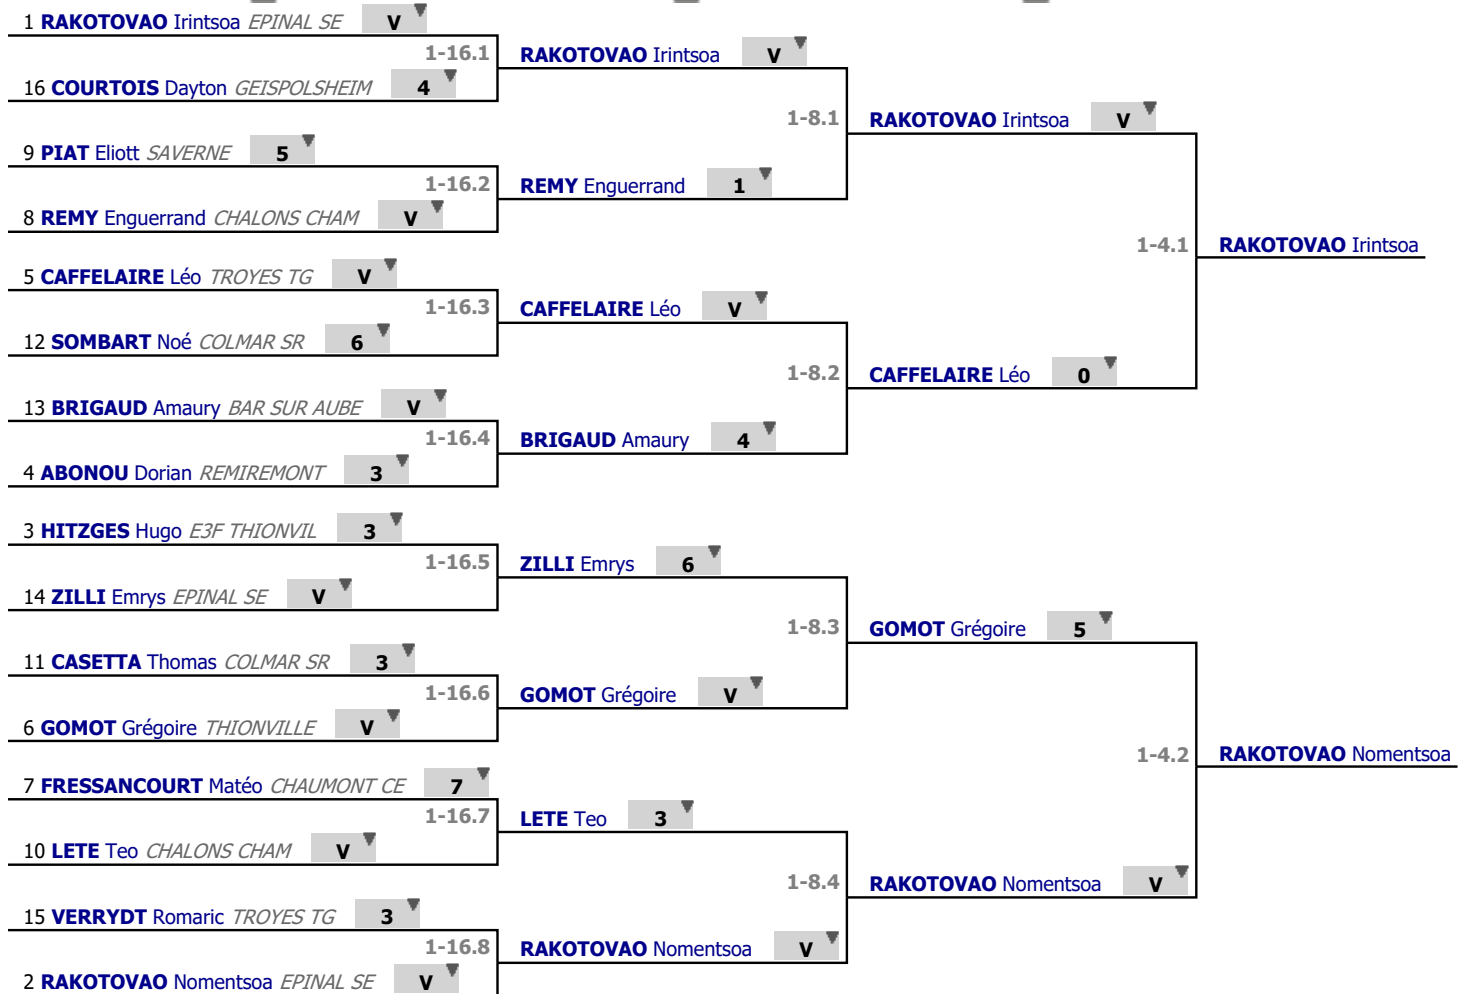 1 RAKOTOVAO Irintsoa EPINAL SE V
1-16.1
16 COURTOIS Dayton GEISPOLSHEIM 4
9 PIAT Eliott SAVERNE 5
1-16.2
8 REMY Enguerrand CHALONS CHAM V
5 CAFFELAIRE Léo TROYES TG V
1-16.3
12 SOMBART Noé COLMAR SR 6
13 BRIGAUD Amaury BAR SUR AUBE V
1-16.4
4 ABONOU Dorian REMIREMONT 3
3 HITZGES Hugo E3F THIONVIL 3
1-16.5
14 ZILLI Emrys EPINAL SE V
11 CASETTA Thomas COLMAR SR 3
1-16.6
6 GOMOT Grégoire THIONVILLE V
7 FRESSANCOURT Matéo CHAUMONT CE 7
1-16.7
10 LETE Teo CHALONS CHAM V
15 VERRYDT Romaric TROYES TG 3
1-16.8
2 RAKOTOVAO Nomentsoa EPINAL SE V
RAKOTOVAO Irintsoa V
1-8.1
REMY Enguerrand 1
CAFFELAIRE Léo V
1-8.2
BRIGAUD Amaury 4
ZILLI Emrys 6
1-8.3
GOMOT Grégoire V
LETE Teo 3
1-8.4
RAKOTOVAO Nomentsoa V
RAKOTOVAO Irintsoa V
1-4.1
CAFFELAIRE Léo 0
GOMOT Grégoire 5
1-4.2
RAKOTOVAO Nomentsoa V
RAKOTOVAO Irintsoa
RAKOTOVAO Nomentsoa